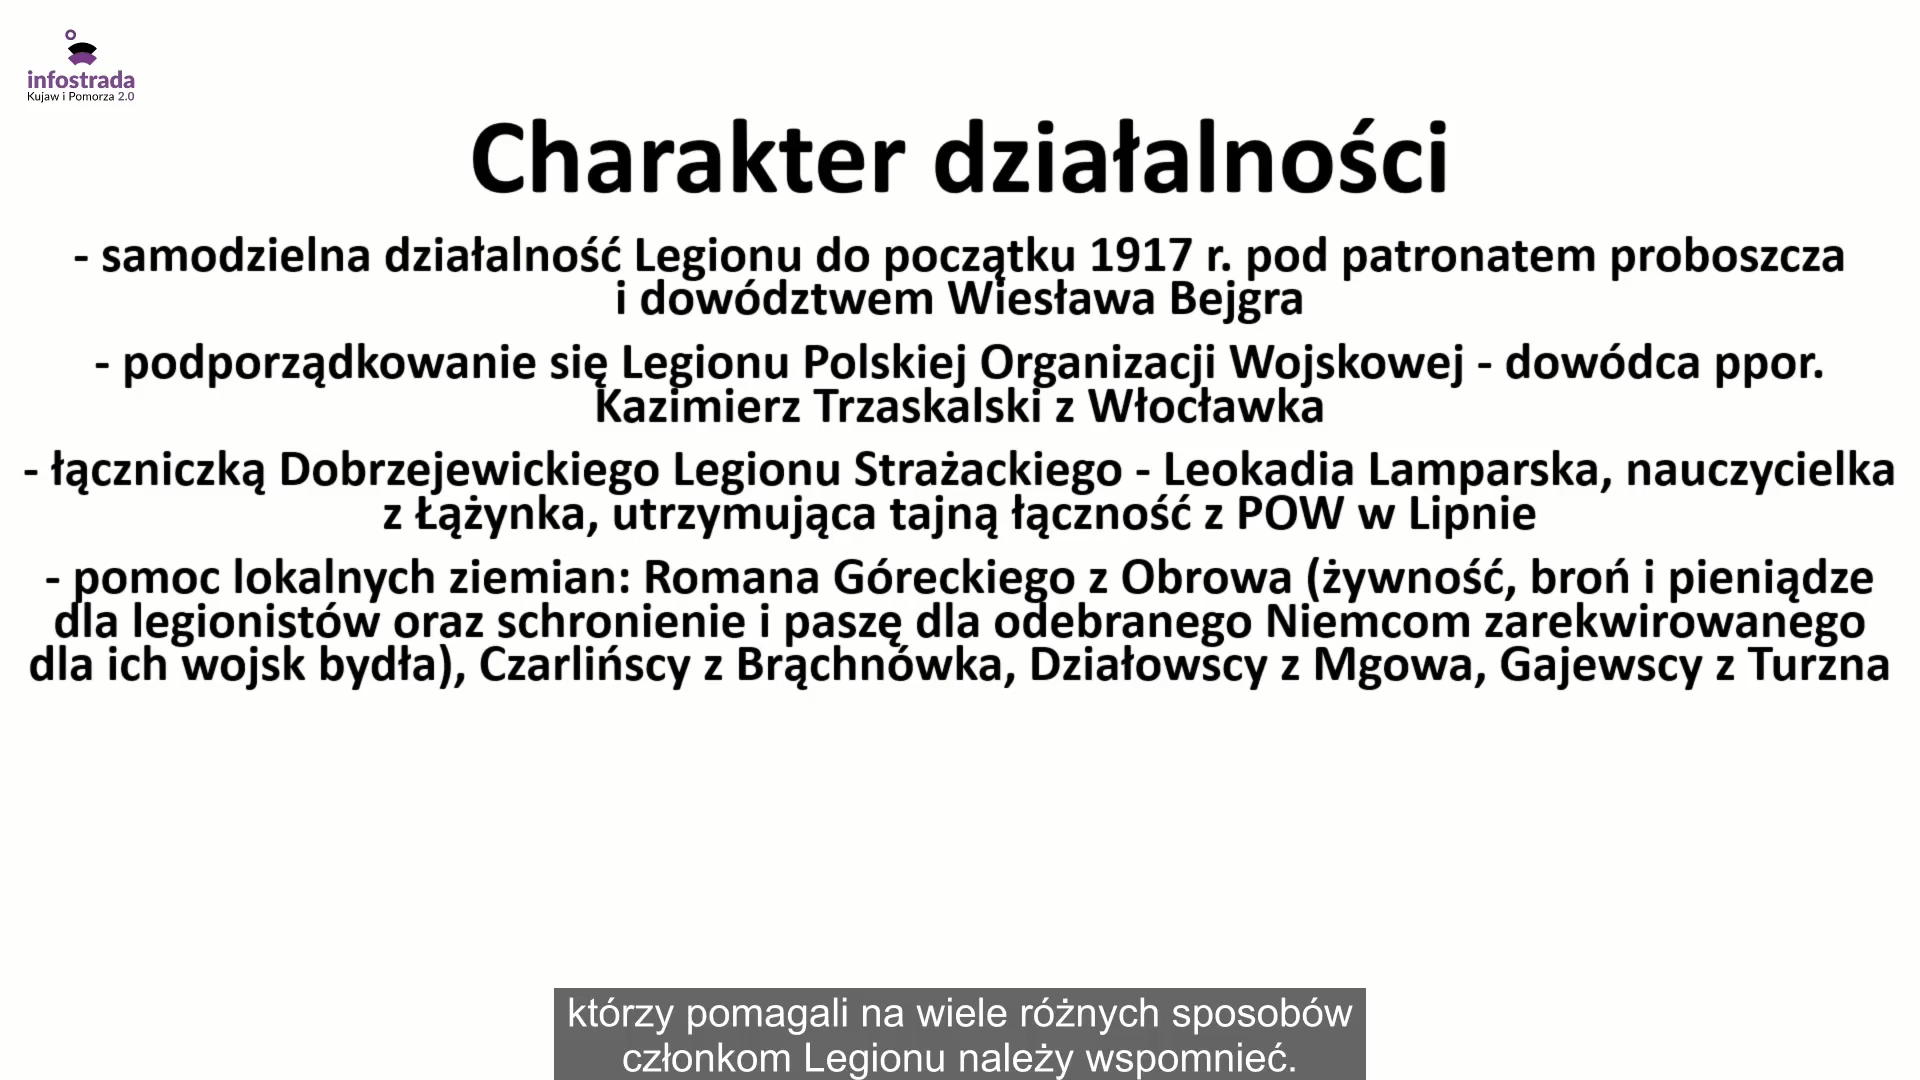 infostrada
Kujaw i Pomorza 2.0
Charakter działalności
- samodzielna działalność Legionu do początku 1917 r. pod patronatem proboszcza
i dowództwem Wiesława Bejgra
- podporządkowanie się Legionu Polskiej Organizacji Wojskowej - dowódca ppor.
Kazimierz Trzaskalski z Włocławka
- łączniczką Dobrzejewickiego Legionu Strażackiego - Leokadia Lamparska, nauczycielka
z Łążynka, utrzymująca tajną łączność z POW w Lipnie
- pomoc lokalnych ziemian: Romana Góreckiego z Obrowa (żywność, broń i pieniądze
dla legionistów oraz schronienie i paszę dla odebranego Niemcom zarekwirowanego
dla ich wojsk bydła), Czarlińscy z Brąchnówka, Działowscy z Mgowa, Gajewscy z Turzna
którzy pomagali na wiele różnych sposobów
członkom Legionu należy wspomnieć.